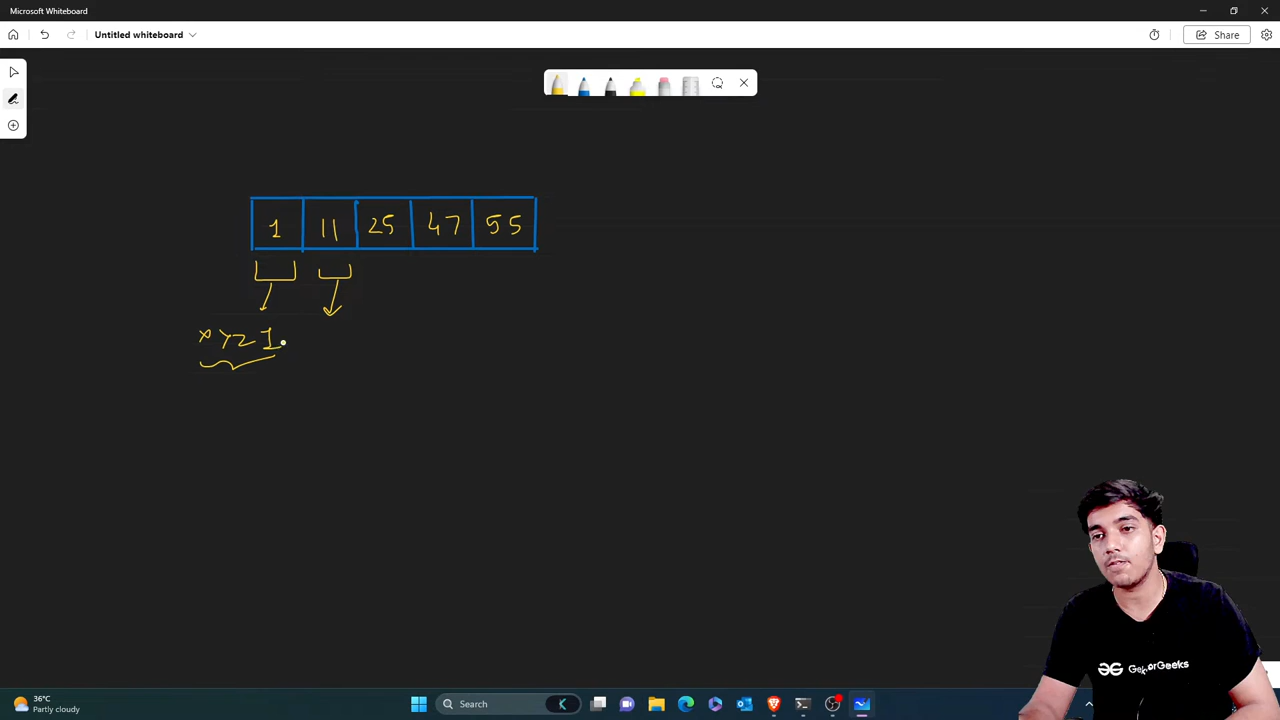 Microsoft Whiteboard
Untitled whiteboard
Share
1 11 25 47 55
XYZ1
GeeksforGeeks
36°C
Partly cloudy
Search